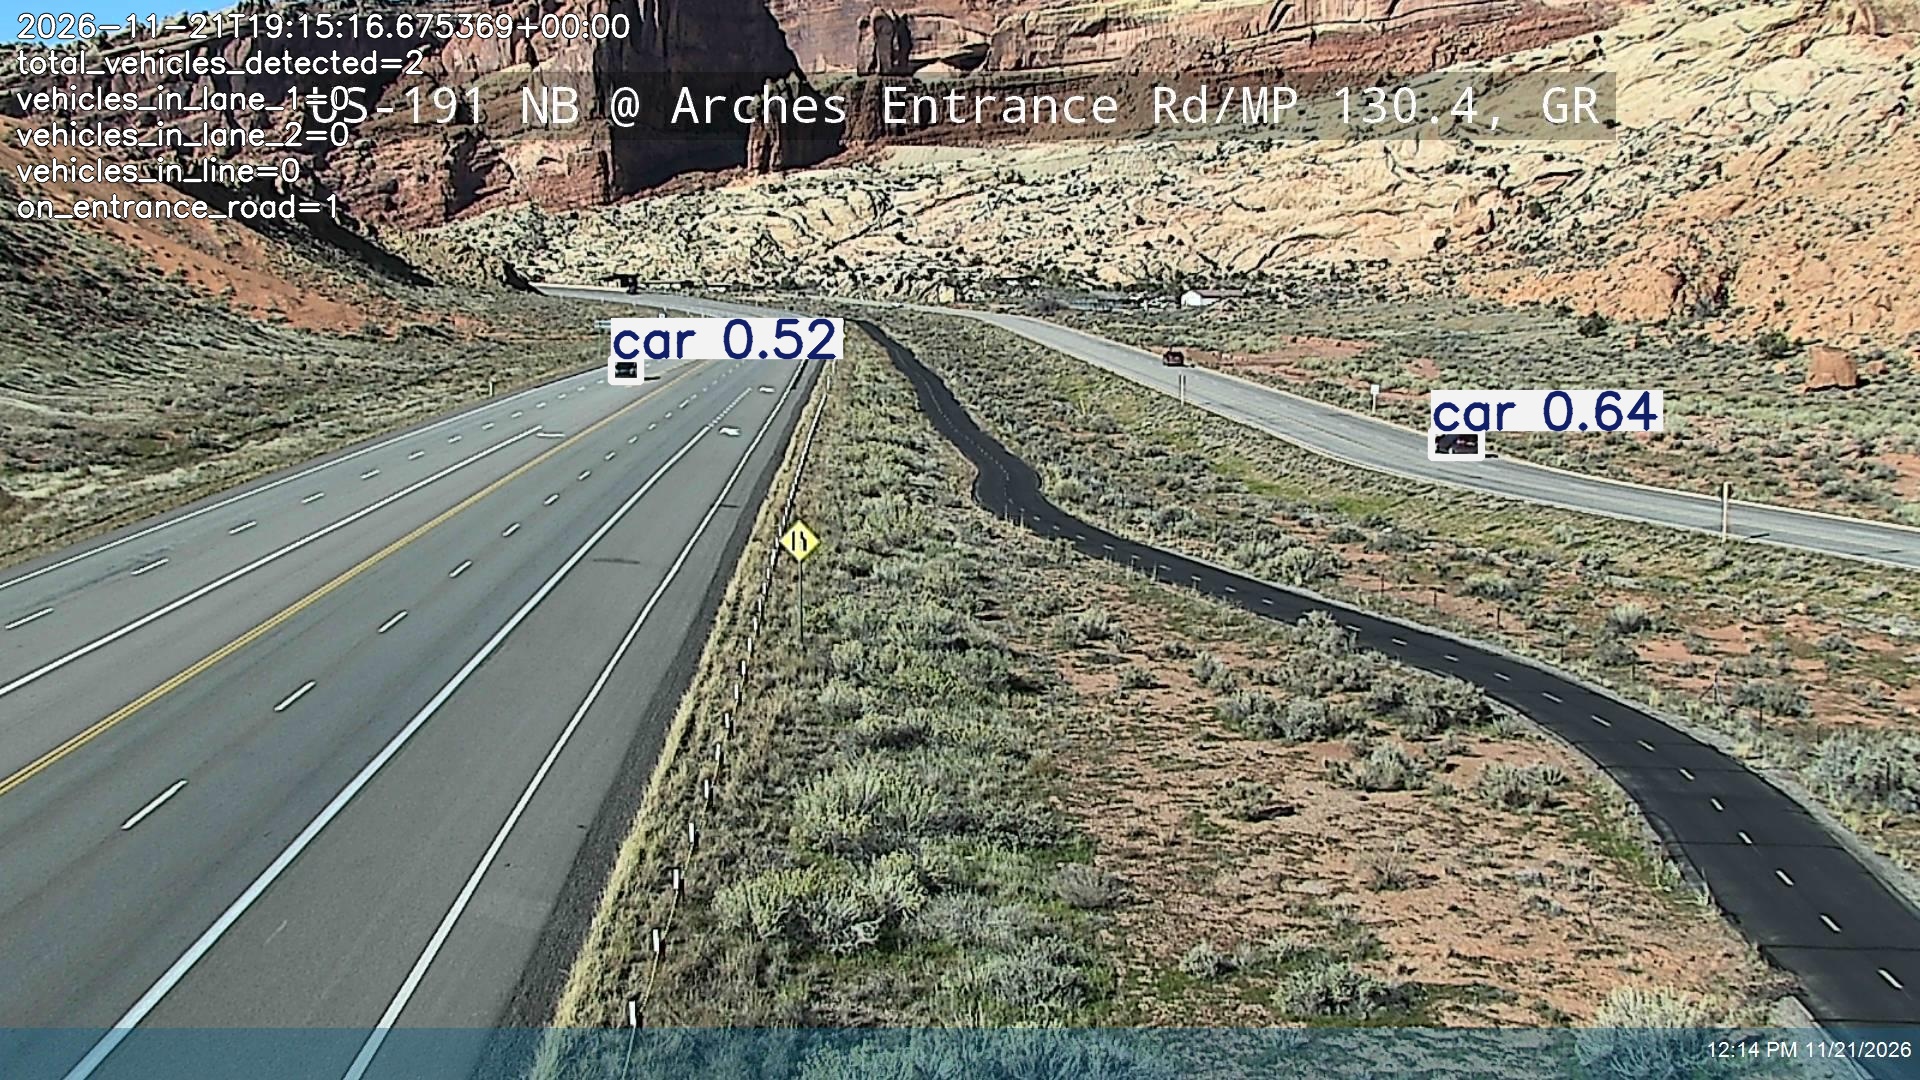 2026-11-21T19:15:16.675369+00:00
total_vehicles_detected=2
vehicles_in_lane_1=0
US-191 NB @ Arches Entrance Rd/MP 130.4, GR
vehicles_in_lane_2=0
vehicles_in_line=0
on_entrance_road=1
car 0.52
car 0.64
12:14 PM 11/21/2026